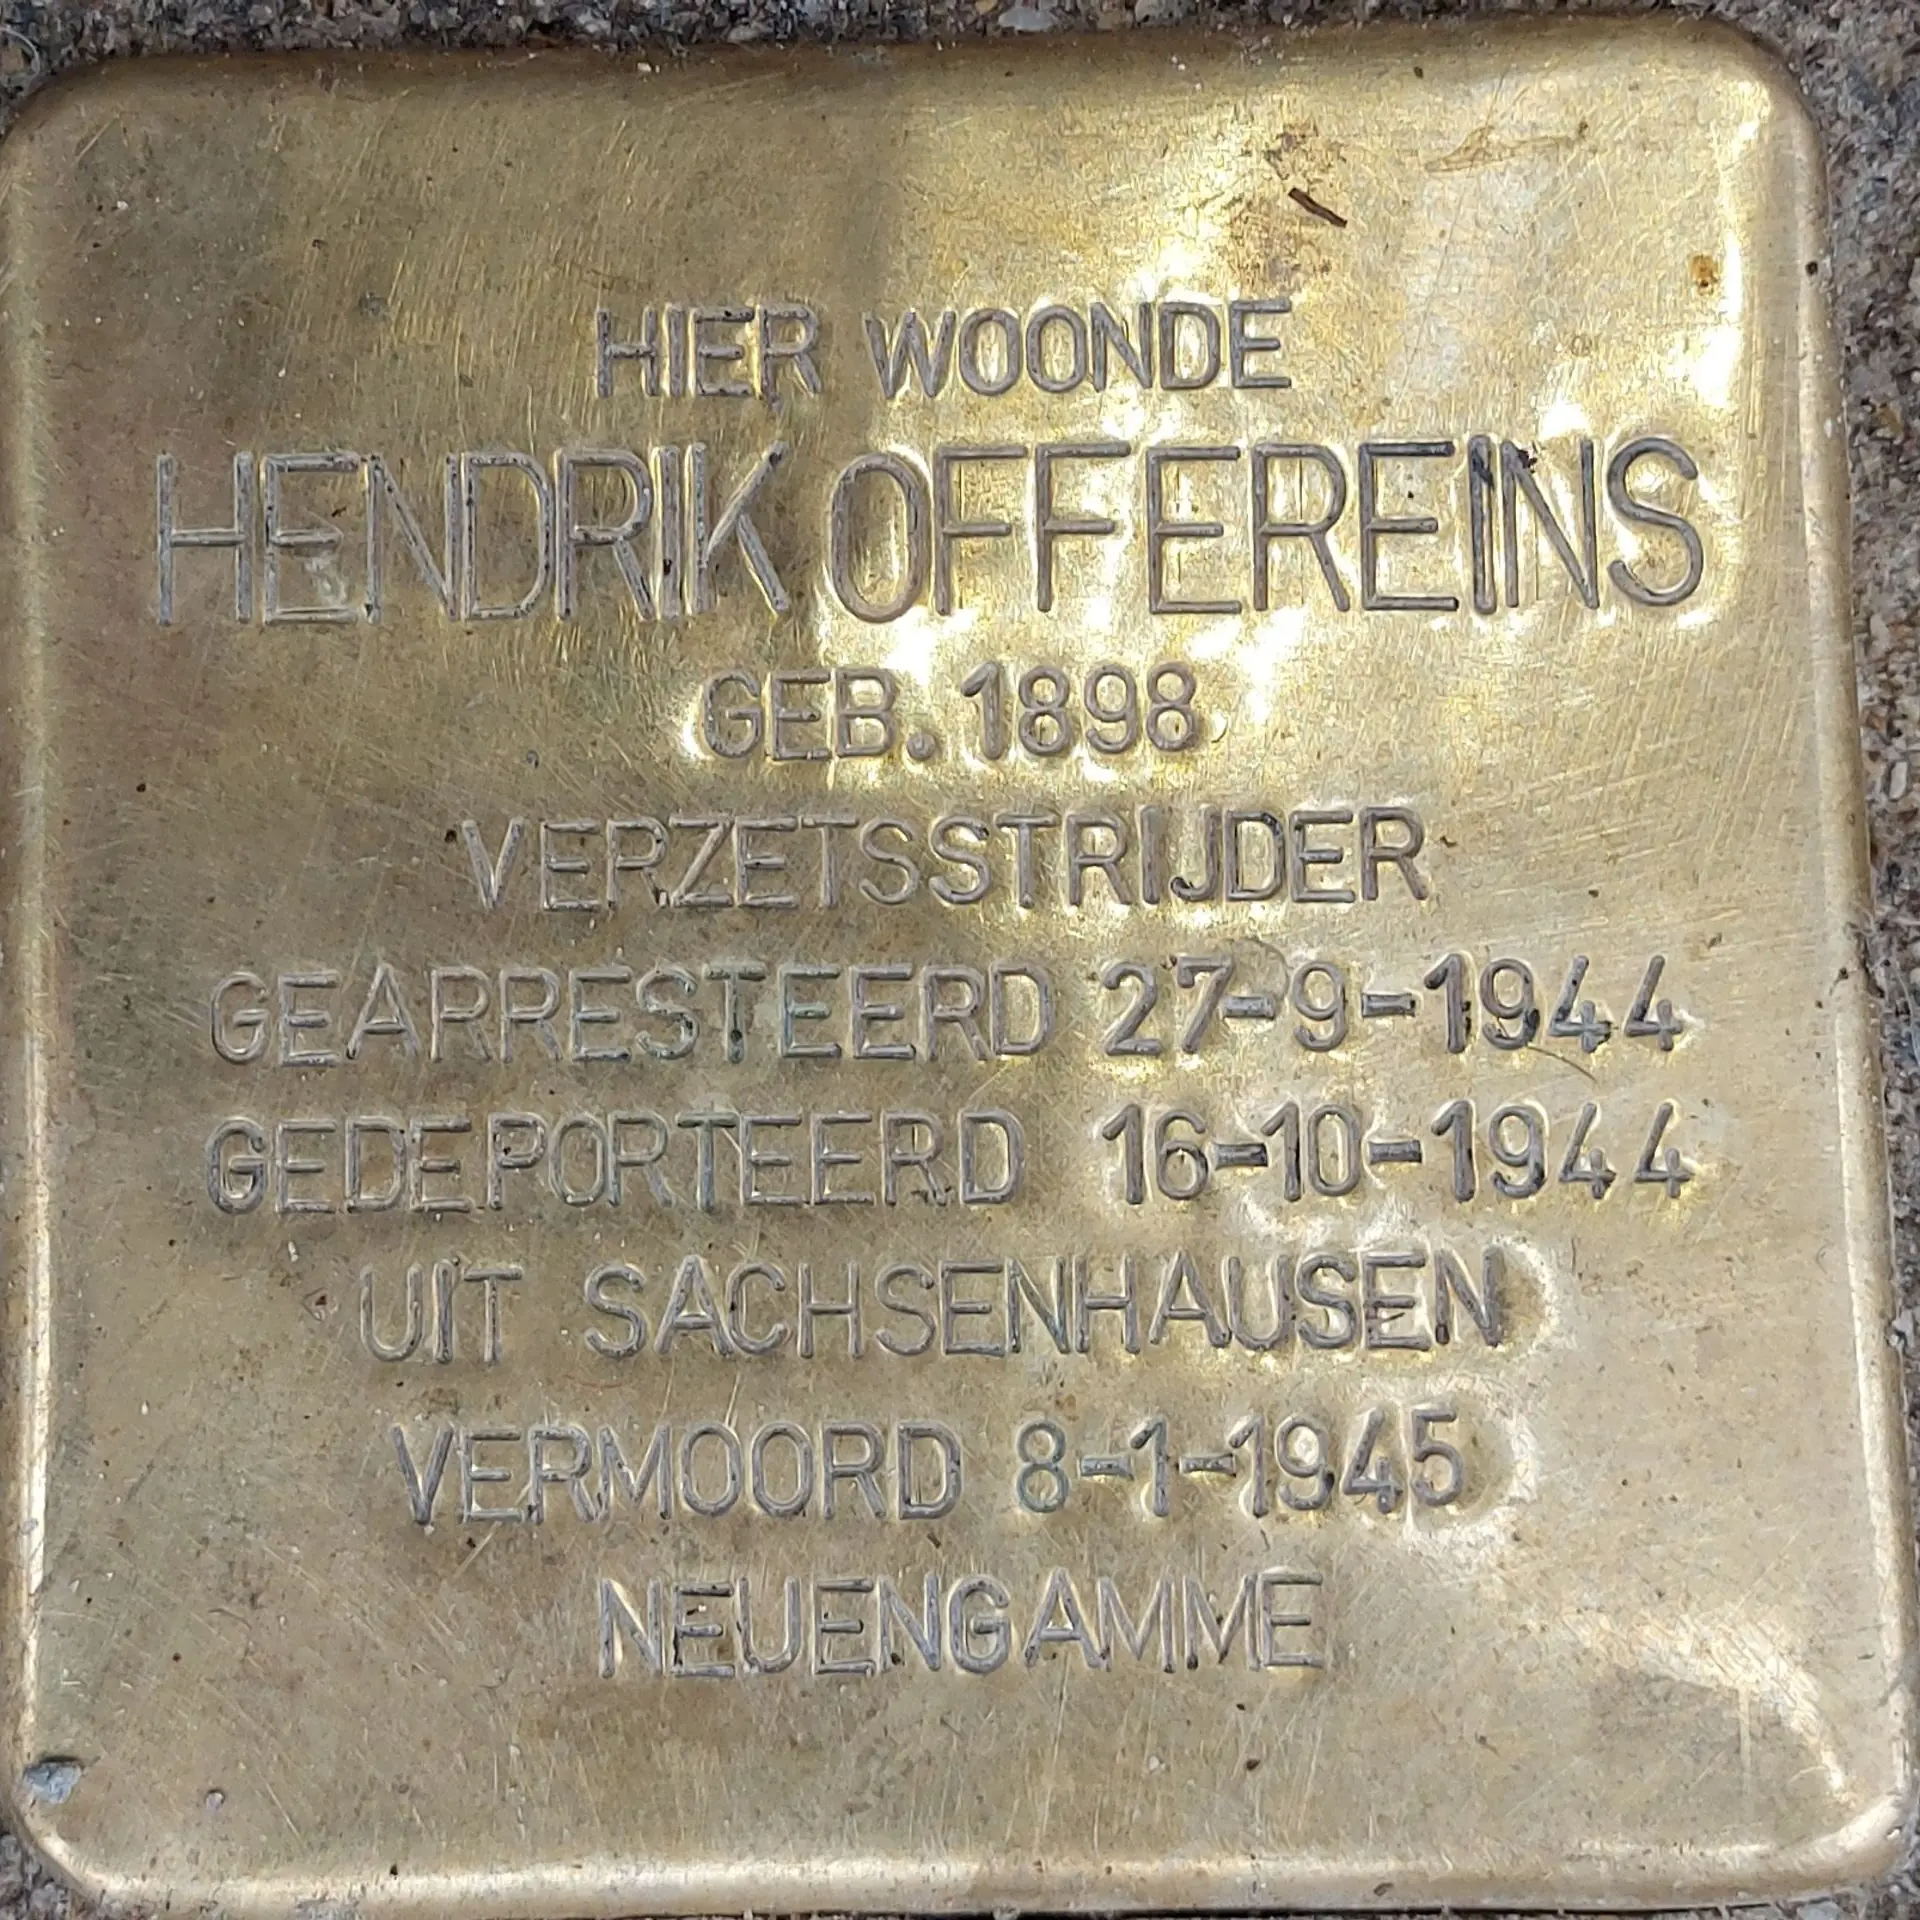 HIER WOONDE
HENDRIK OFFEREINS
GEB. 1898
VERZETSSTRIJDER
GEARRESTEERD 27-9-1944
GEDEPORTEERD 16-10-1944
UIT SACHSENHAUSEN
VERMOORD 8-1-1945
NEUENGAMME